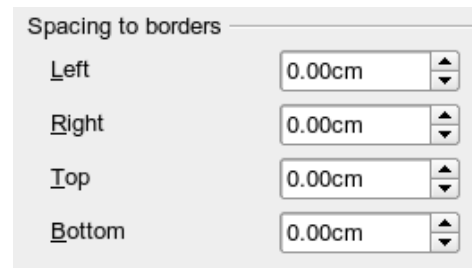 Spacing to borders
Left 0.00cm
Right 0.00cm
Top 0.00cm
Bottom 0.00cm